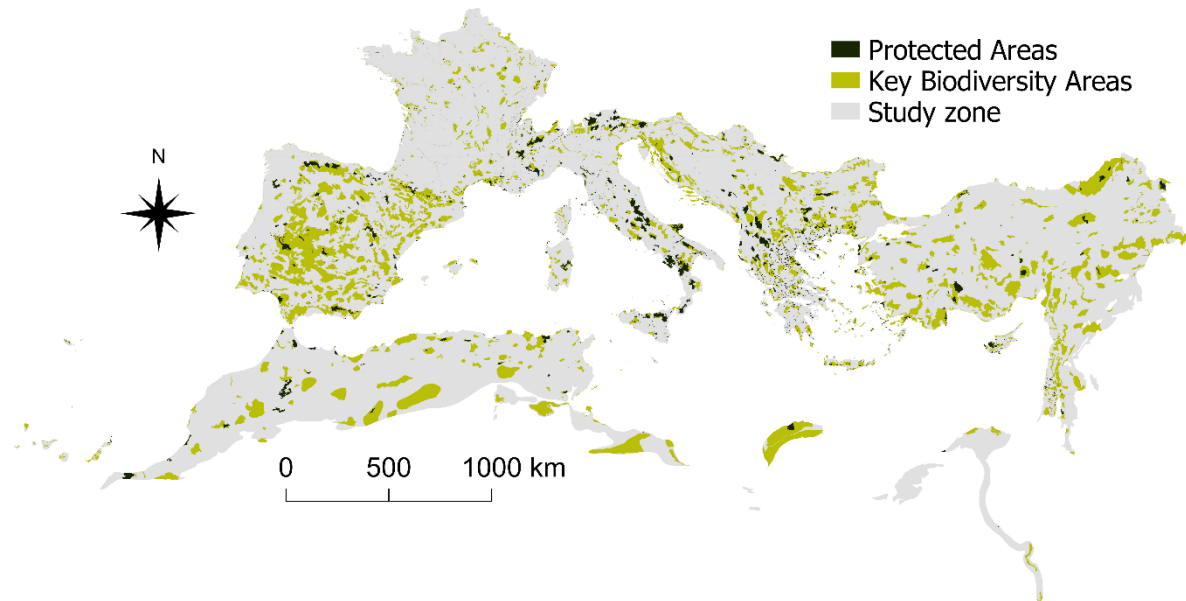 Protected Areas
Key Biodiversity Areas
Study zone
N
0 500 1000 km